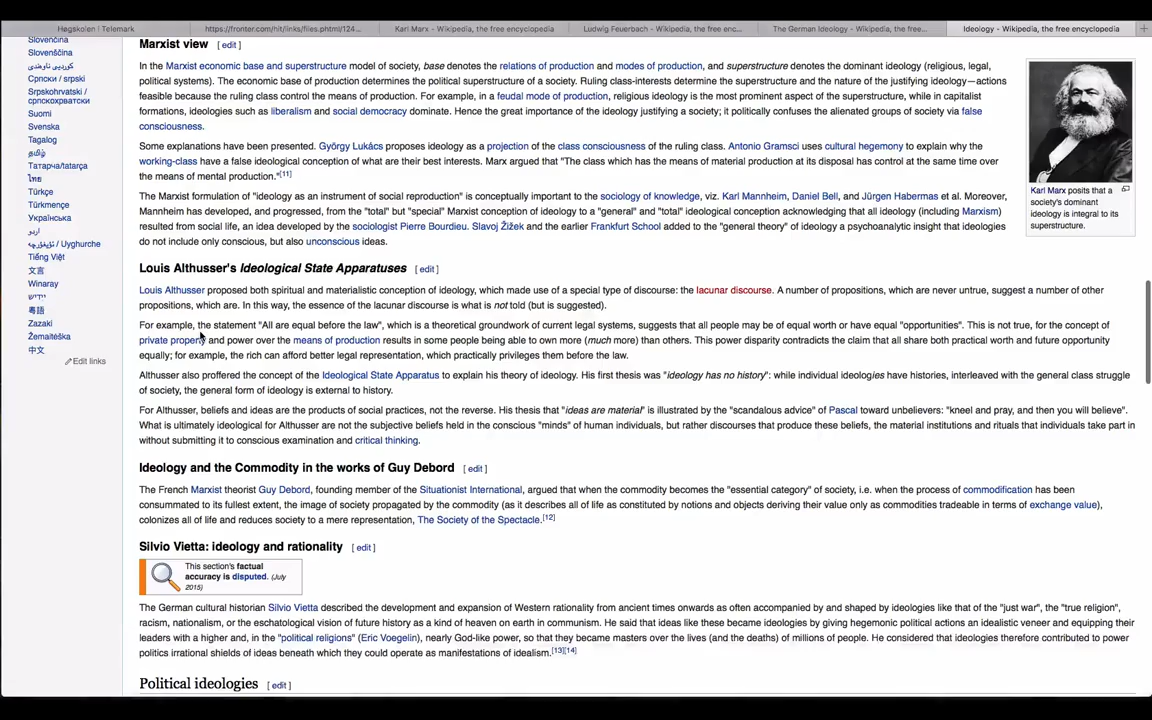 Høgskolen i Telemark
https://fronter.com/hit/links/files.phtml/124...
Karl Marx - Wikipedia, the free encyclopedia
Ludwig Feuerbach - Wikipedia, the free enc...
The German Ideology - Wikipedia, the free...
Ideology - Wikipedia, the free encyclopedia
Slovenčina
Slovenščina
کوردیی ناوەندی
Српски / srpski
Srpskohrvatski /
српскохрватски
Suomi
Svenska
Tagalog
தமிழ்
Татарча/tatarça
ไทย
Türkçe
Türkmençe
Українська
اردو
ئۇيغۇرچە / Uyghurche
Tiếng Việt
文言
Winaray
ייִדיש
粵語
Zazaki
Žemaitėška
中文
Edit links
Marxist view [ edit ]
In the Marxist economic base and superstructure model of society, base denotes the relations of production and modes of production, and superstructure denotes the dominant ideology (religious, legal,
political systems). The economic base of production determines the political superstructure of a society. Ruling class-interests determine the superstructure and the nature of the justifying ideology—actions
feasible because the ruling class control the means of production. For example, in a feudal mode of production, religious ideology is the most prominent aspect of the superstructure, while in capitalist
formations, ideologies such as liberalism and social democracy dominate. Hence the great importance of the ideology justifying a society; it politically confuses the alienated groups of society via false
consciousness.
Some explanations have been presented. György Lukács proposes ideology as a projection of the class consciousness of the ruling class. Antonio Gramsci uses cultural hegemony to explain why the
working-class have a false ideological conception of what are their best interests. Marx argued that "The class which has the means of material production at its disposal has control at the same time over
the means of mental production."[11]
The Marxist formulation of "ideology as an instrument of social reproduction" is conceptually important to the sociology of knowledge, viz. Karl Mannheim, Daniel Bell, and Jürgen Habermas et al. Moreover,
Mannheim has developed, and progressed, from the "total" but "special" Marxist conception of ideology to a "general" and "total" ideological conception acknowledging that all ideology (including Marxism)
resulted from social life, an idea developed by the sociologist Pierre Bourdieu. Slavoj Žižek and the earlier Frankfurt School added to the "general theory" of ideology a psychoanalytic insight that ideologies
do not include only conscious, but also unconscious ideas.
Karl Marx posits that a
society's dominant
ideology is integral to its
superstructure.
Louis Althusser's Ideological State Apparatuses [ edit ]
Louis Althusser proposed both spiritual and materialistic conception of ideology, which made use of a special type of discourse: the lacunar discourse. A number of propositions, which are never untrue, suggest a number of other
propositions, which are. In this way, the essence of the lacunar discourse is what is not told (but is suggested).
For example, the statement "All are equal before the law", which is a theoretical groundwork of current legal systems, suggests that all people may be of equal worth or have equal "opportunities". This is not true, for the concept of
private property and power over the means of production results in some people being able to own more (much more) than others. This power disparity contradicts the claim that all share both practical worth and future opportunity
equally; for example, the rich can afford better legal representation, which practically privileges them before the law.
Althusser also proffered the concept of the Ideological State Apparatus to explain his theory of ideology. His first thesis was "ideology has no history": while individual ideologies have histories, interleaved with the general class struggle
of society, the general form of ideology is external to history.
For Althusser, beliefs and ideas are the products of social practices, not the reverse. His thesis that "ideas are material" is illustrated by the "scandalous advice" of Pascal toward unbelievers: "kneel and pray, and then you will believe".
What is ultimately ideological for Althusser are not the subjective beliefs held in the conscious "minds" of human individuals, but rather discourses that produce these beliefs, the material institutions and rituals that individuals take part in
without submitting it to conscious examination and critical thinking.
Ideology and the Commodity in the works of Guy Debord [ edit ]
The French Marxist theorist Guy Debord, founding member of the Situationist International, argued that when the commodity becomes the "essential category" of society, i.e. when the process of commodification has been
consummated to its fullest extent, the image of society propagated by the commodity (as it describes all of life as constituted by notions and objects deriving their value only as commodities tradeable in terms of exchange value),
colonizes all of life and reduces society to a mere representation, The Society of the Spectacle.[12]
Silvio Vietta: ideology and rationality [ edit ]
This section's factual
accuracy is disputed. (July
2015)
The German cultural historian Silvio Vietta described the development and expansion of Western rationality from ancient times onwards as often accompanied by and shaped by ideologies like that of the "just war", the "true religion",
racism, nationalism, or the eschatological vision of future history as a kind of heaven on earth in communism. He said that ideas like these became ideologies by giving hegemonic political actions an idealistic veneer and equipping their
leaders with a higher and, in the "political religions" (Eric Voegelin), nearly God-like power, so that they became masters over the lives (and the deaths) of millions of people. He considered that ideologies therefore contributed to power
politics irrational shields of ideas beneath which they could operate as manifestations of idealism.[13][14]
Political ideologies [ edit ]